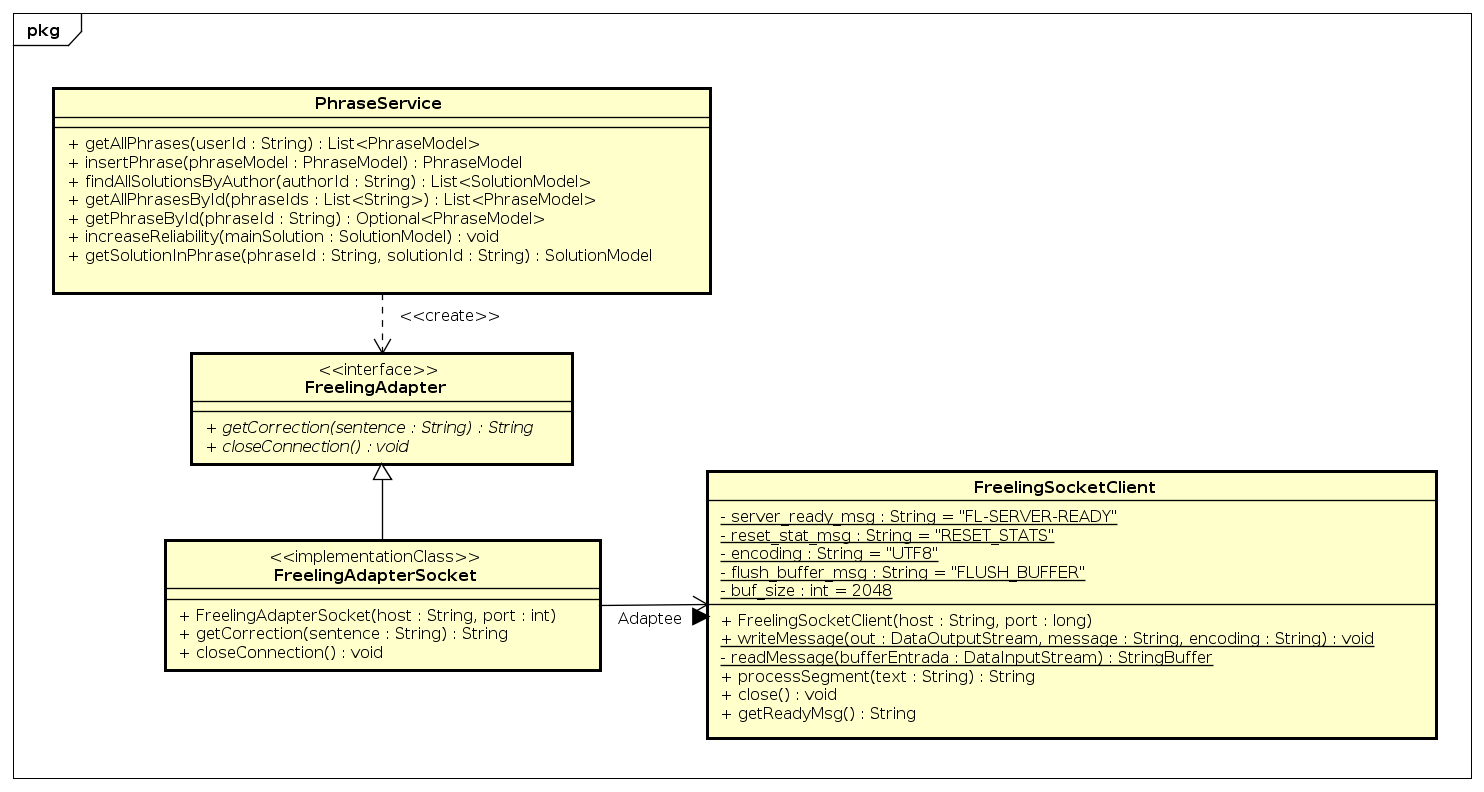 pkg
PhraseService
+ getAllPhrases(userId : String) : List<PhraseModel>
+ insertPhrase(phraseModel : PhraseModel) : PhraseModel
+ findAllSolutionsByAuthor(authorId : String) : List<SolutionModel>
+ getAllPhrasesById(phraseIds : List<String>) : List<PhraseModel>
+ getPhraseById(phraseId : String) : Optional<PhraseModel>
+ increaseReliability(mainSolution : SolutionModel) : void
+ getSolutionInPhrase(phraseId : String, solutionId : String) : SolutionModel
<<create>>
<<interface>>
FreelingAdapter
+ getCorrection(sentence : String) : String
+ closeConnection() : void
<<implementationClass>>
FreelingAdapterSocket
+ FreelingAdapterSocket(host : String, port : int)
+ getCorrection(sentence : String) : String
+ closeConnection() : void
Adaptee
FreelingSocketClient
- server_ready_msg : String = "FL-SERVER-READY"
- reset_stat_msg : String = "RESET_STATS"
- encoding : String = "UTF8"
- flush_buffer_msg : String = "FLUSH_BUFFER"
- buf_size : int = 2048
+ FreelingSocketClient(host : String, port : long)
+ writeMessage(out : DataOutputStream, message : String, encoding : String) : void
- readMessage(bufferEntrada : DataInputStream) : StringBuffer
+ processSegment(text : String) : String
+ close() : void
+ getReadyMsg() : String